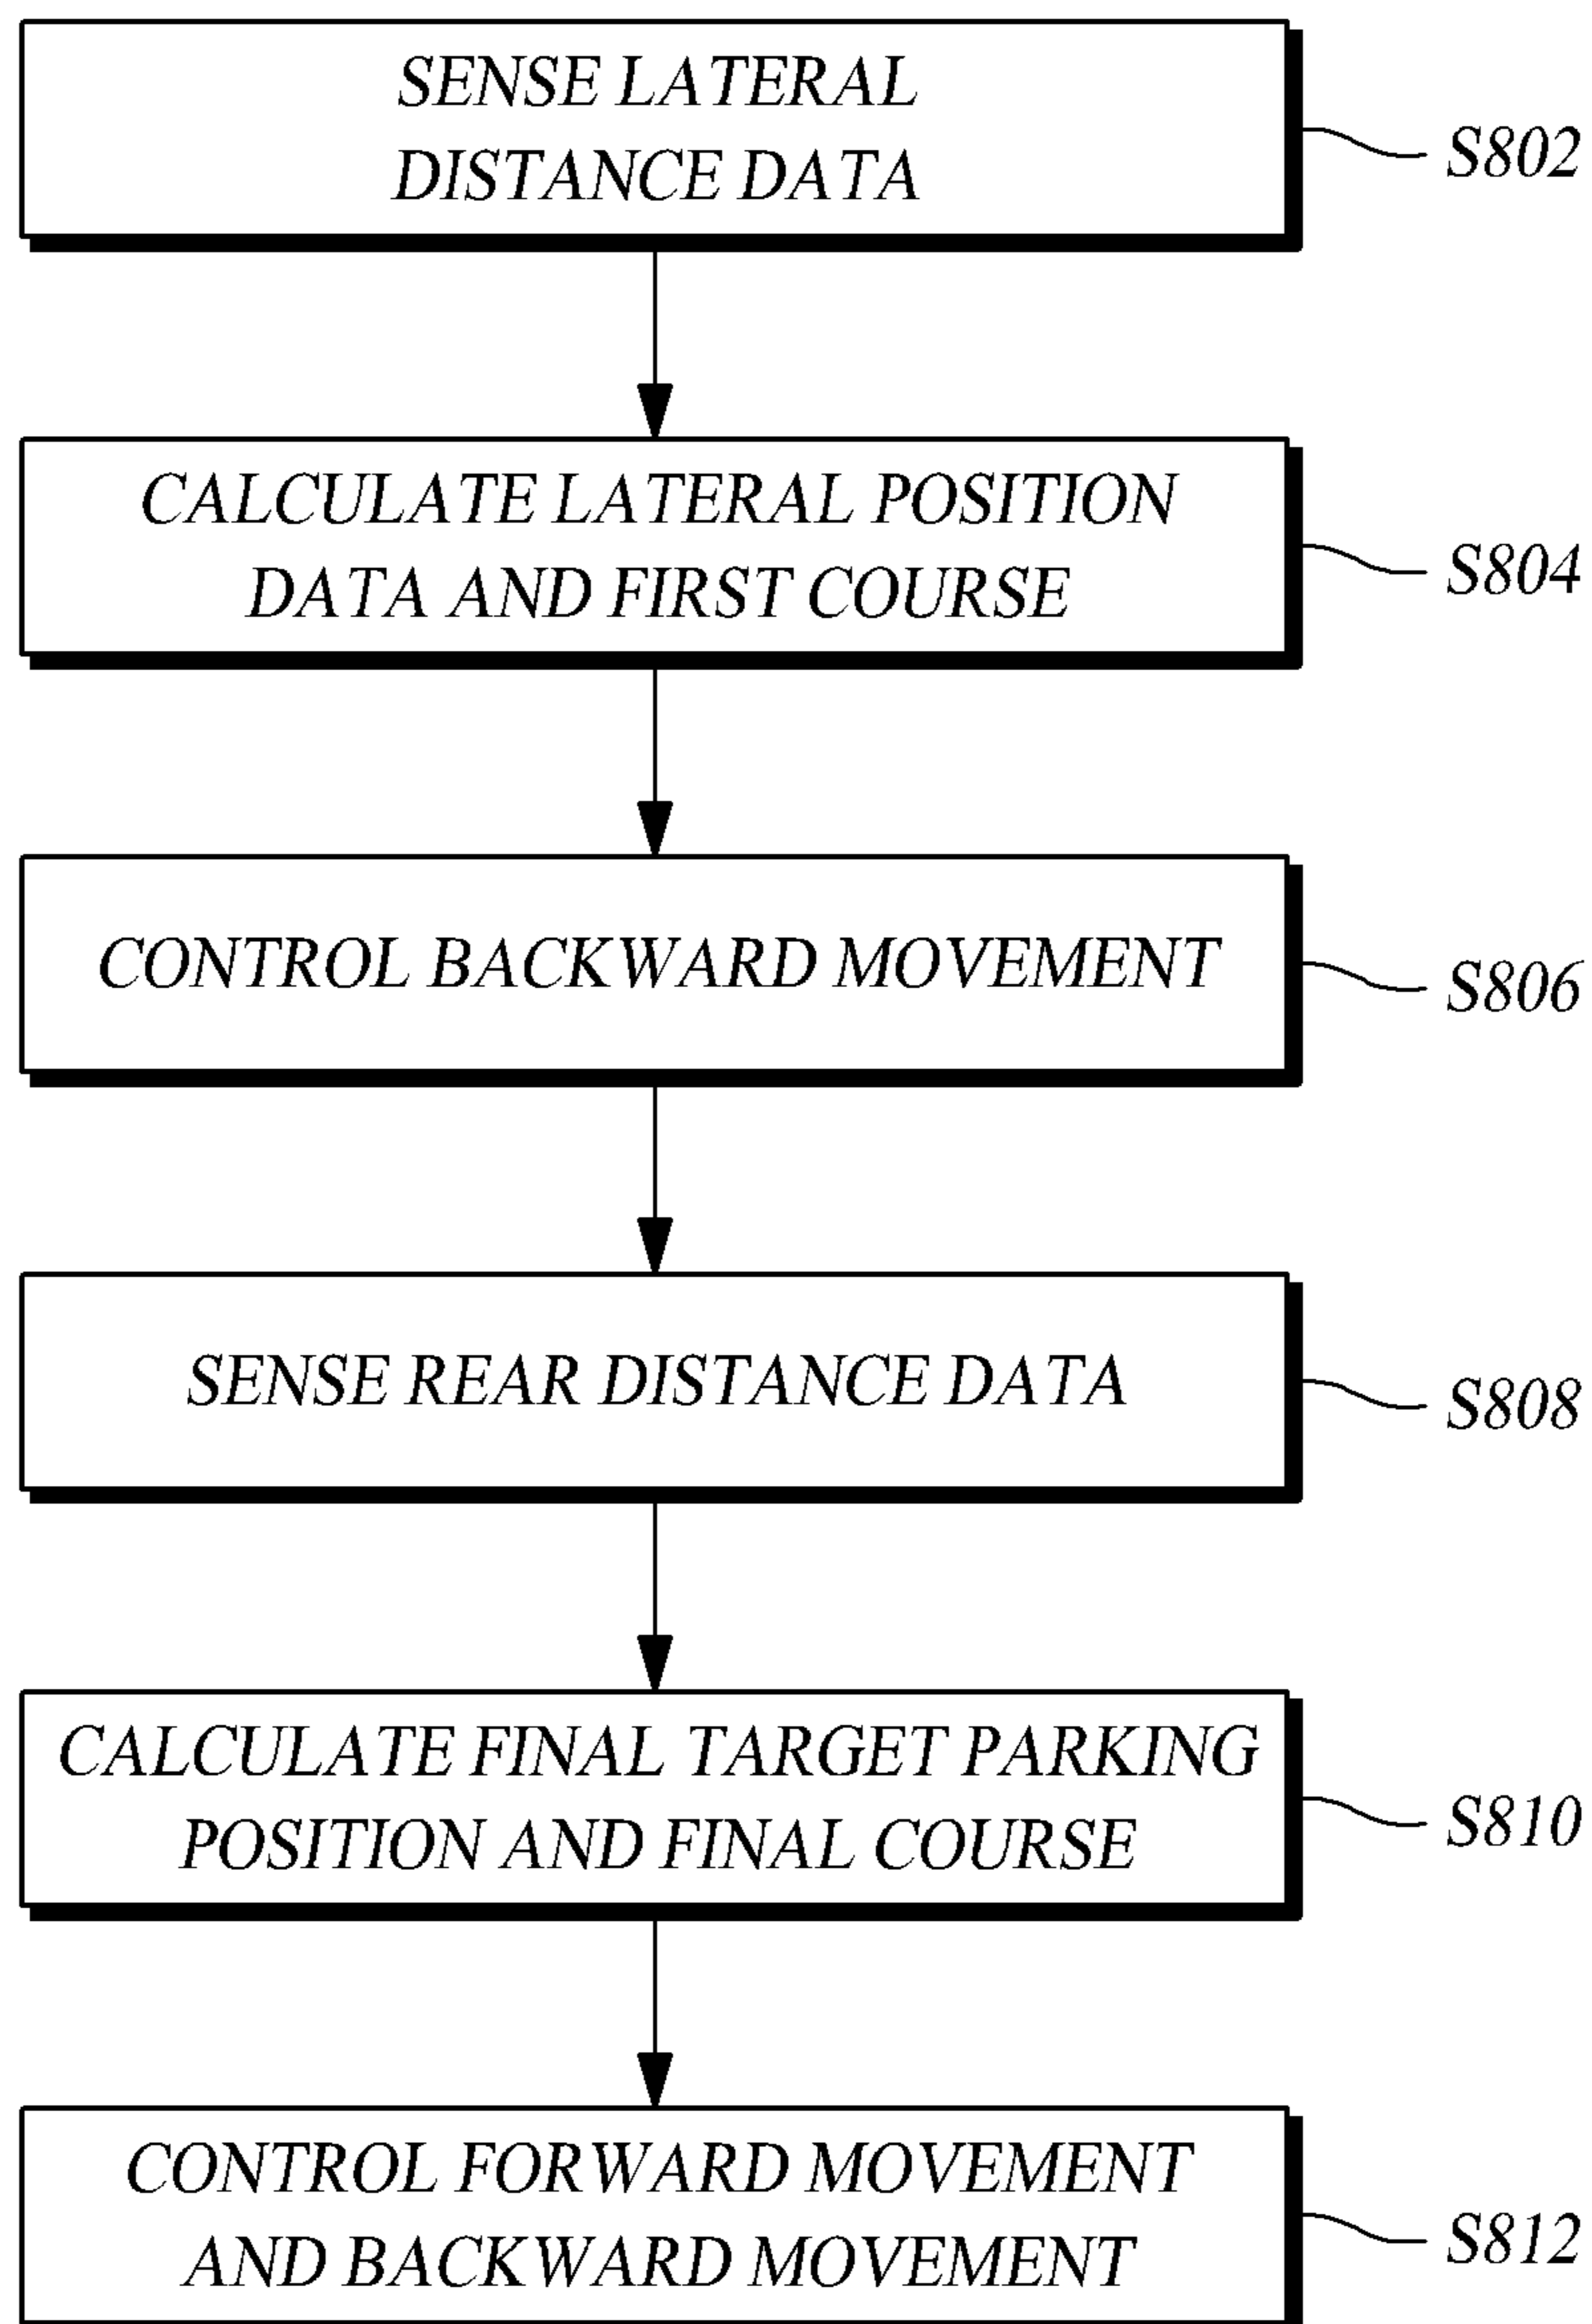 SENSE LATERAL
DISTANCE DATA
S802
CALCULATE LATERAL POSITION
DATA AND FIRST COURSE
S804
CONTROL BACKWARD MOVEMENT
S806
SENSE REAR DISTANCE DATA
S808
CALCULATE FINAL TARGET PARKING
POSITION AND FINAL COURSE
S810
CONTROL FORWARD MOVEMENT
AND BACKWARD MOVEMENT
S812